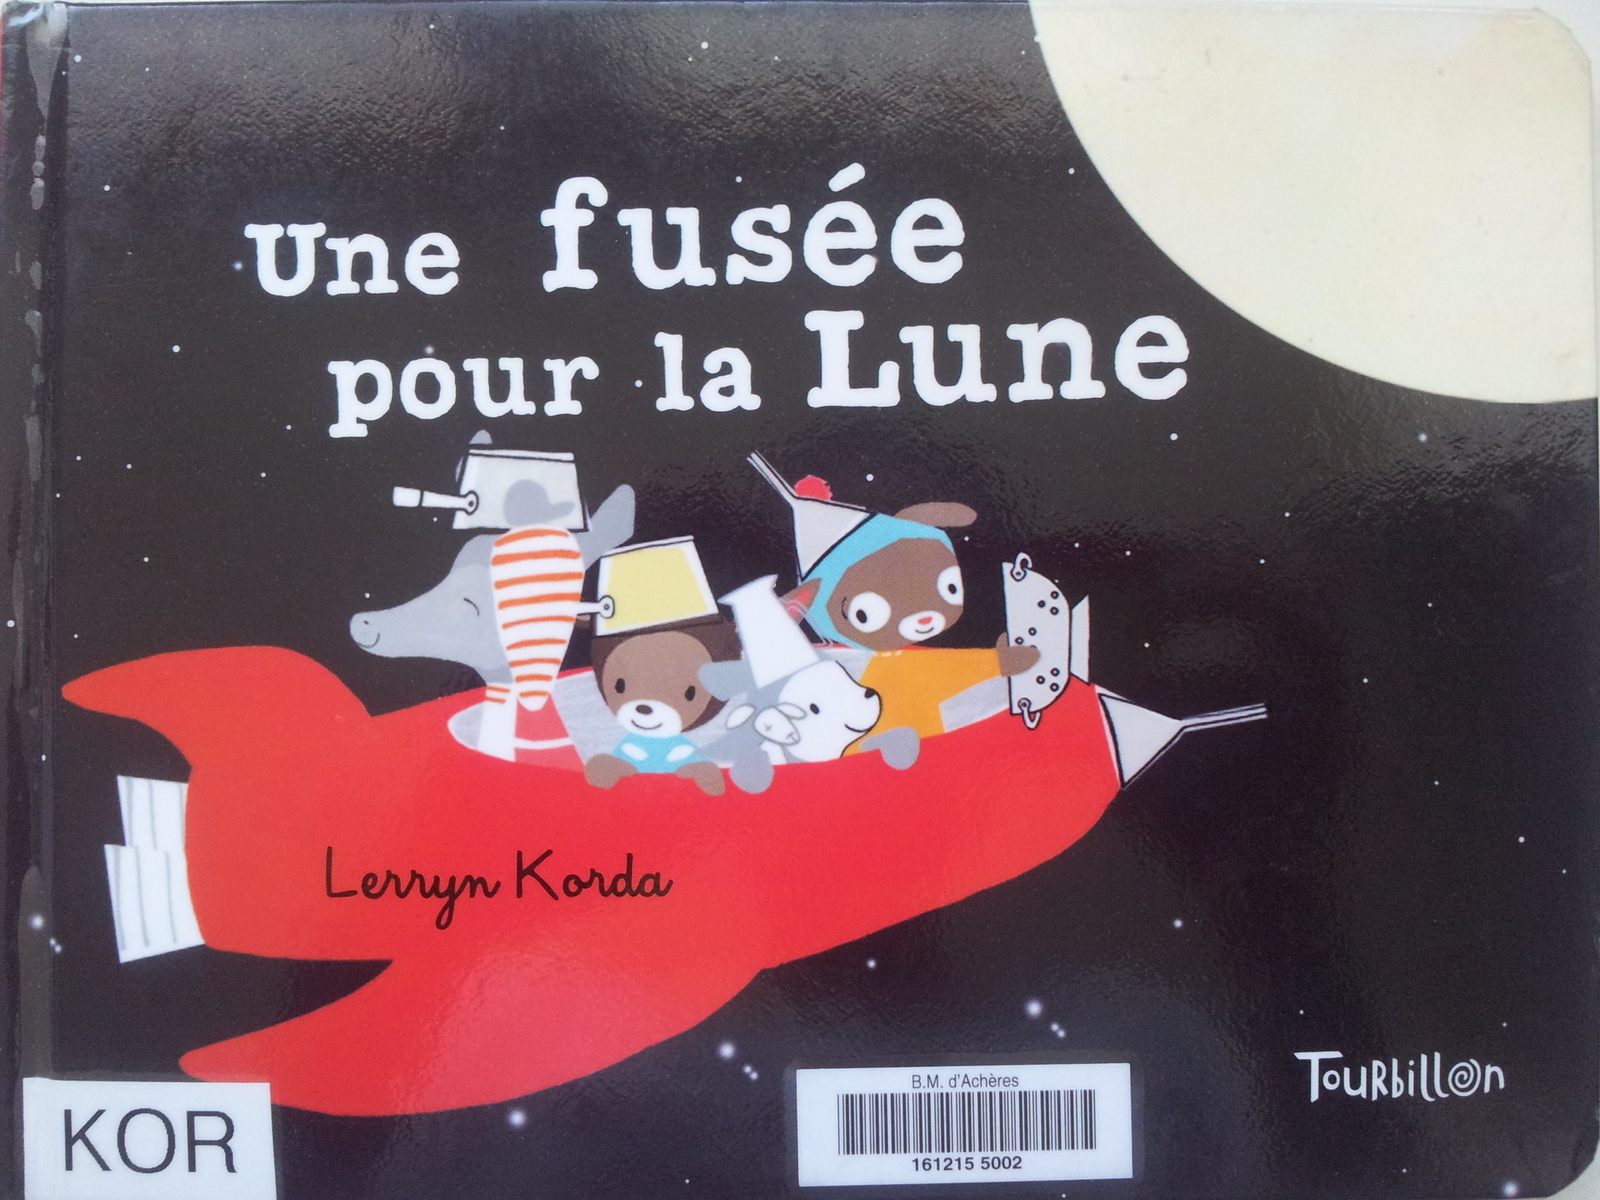 Une fusée
pour la Lune
Lerryn Korda
Tourbillon
KOR
B.M. d'Achères
161215 5002